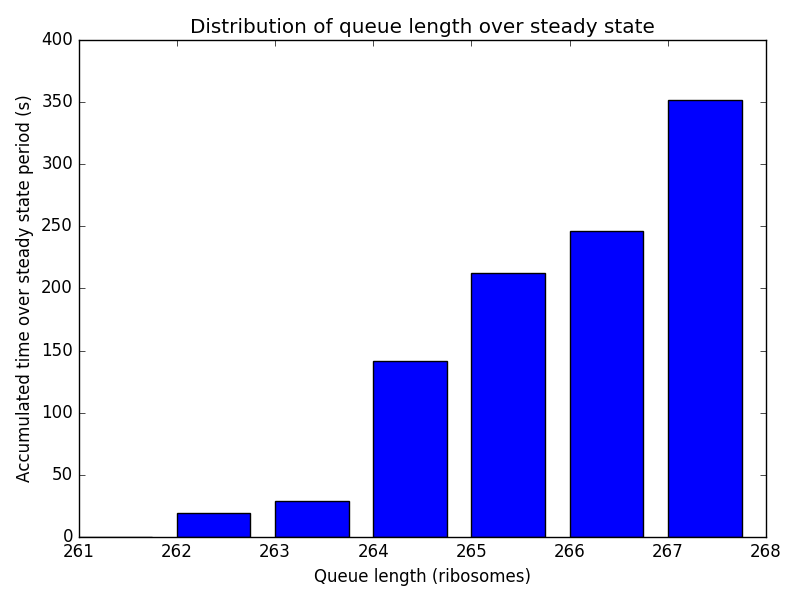 Distribution of queue length over steady state
400
350
300
250
200
150
100
50
0
Accumulated time over steady state period (s)
261 262 263 264 265 266 267 268
Queue length (ribosomes)